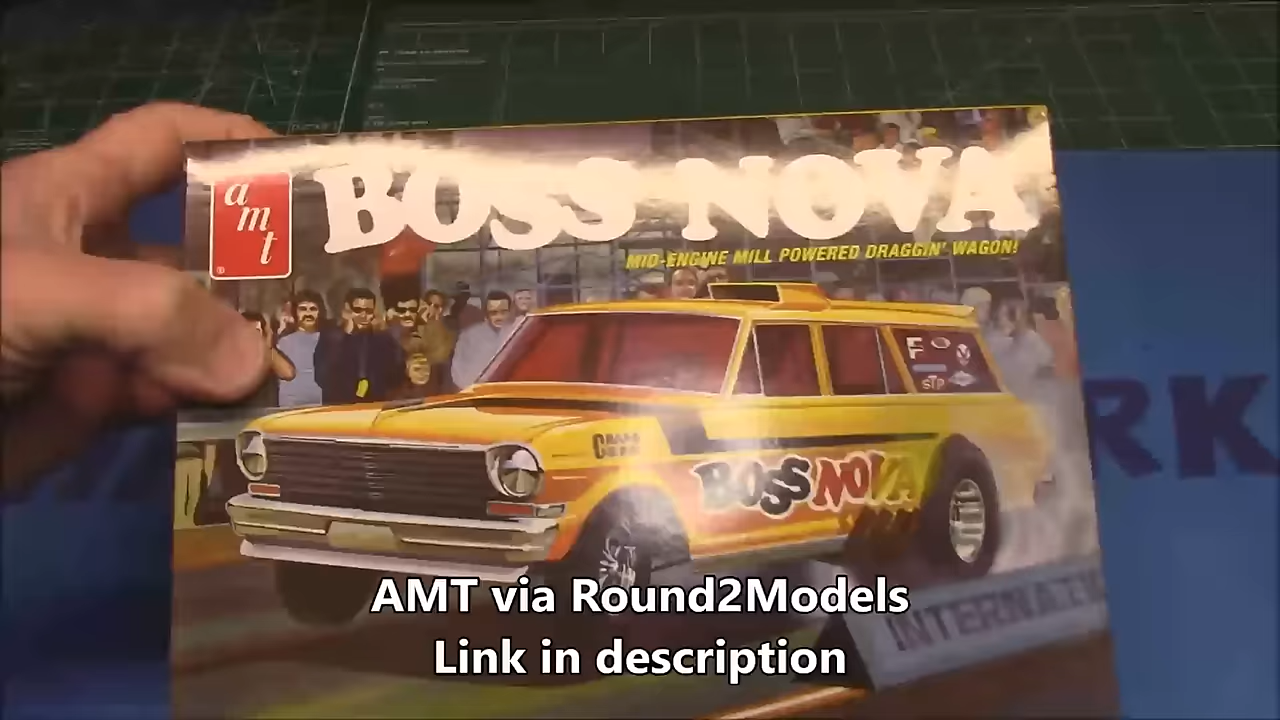 BOSS NOVA
amt
MID-ENGINE MILL POWERED DRAGGIN' WAGON!
F
STP
BOSS NOVA
AMT via Round2Models
Link in description